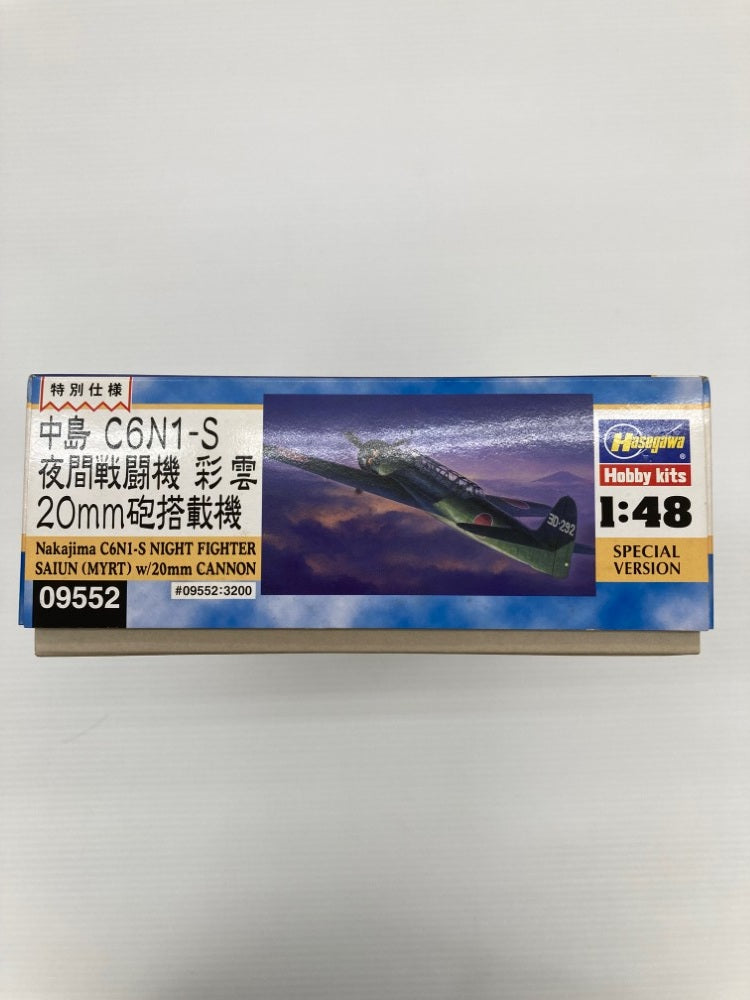 特別仕様
中島 C6N1-S
夜間戦闘機 彩雲
20mm砲搭載機
Nakajima C6N1-S NIGHT FIGHTER
SAIUN (MYRT) w/20mm CANNON
09552
#09552:3200
3D-292
Hasegawa
®
Hobby kits
1:48
SPECIAL
VERSION